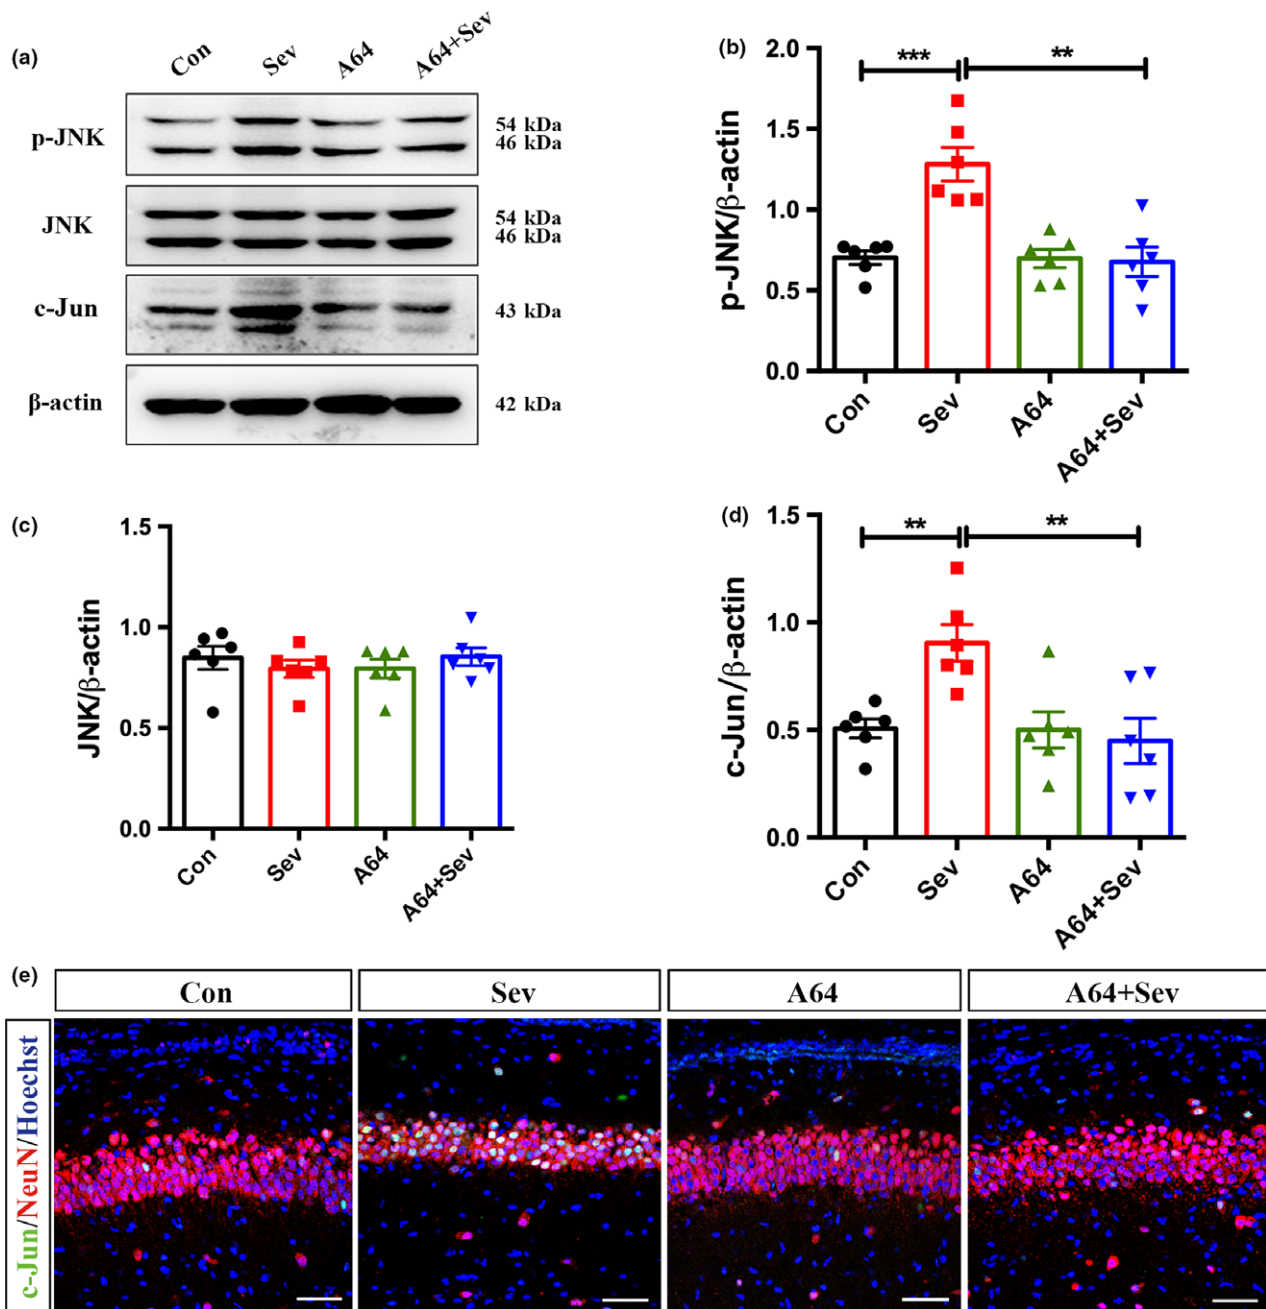 (a)
Con Sev A64 A64+Sev
p-JNK
54 kDa
46 kDa
JNK
54 kDa
46 kDa
c-Jun
43 kDa
β-actin
42 kDa
(b)
p-JNK/β-actin
2.0
1.5
1.0
0.5
0.0
*** **
Con Sev A64 A64+Sev
(c)
JNK/β-actin
1.5
1.0
0.5
0.0
Con Sev A64 A64+Sev
(d)
c-Jun/β-actin
1.5
1.0
0.5
0.0
** **
Con Sev A64 A64+Sev
(e)
Con Sev A64 A64+Sev
c-Jun/NeuN/Hoechst